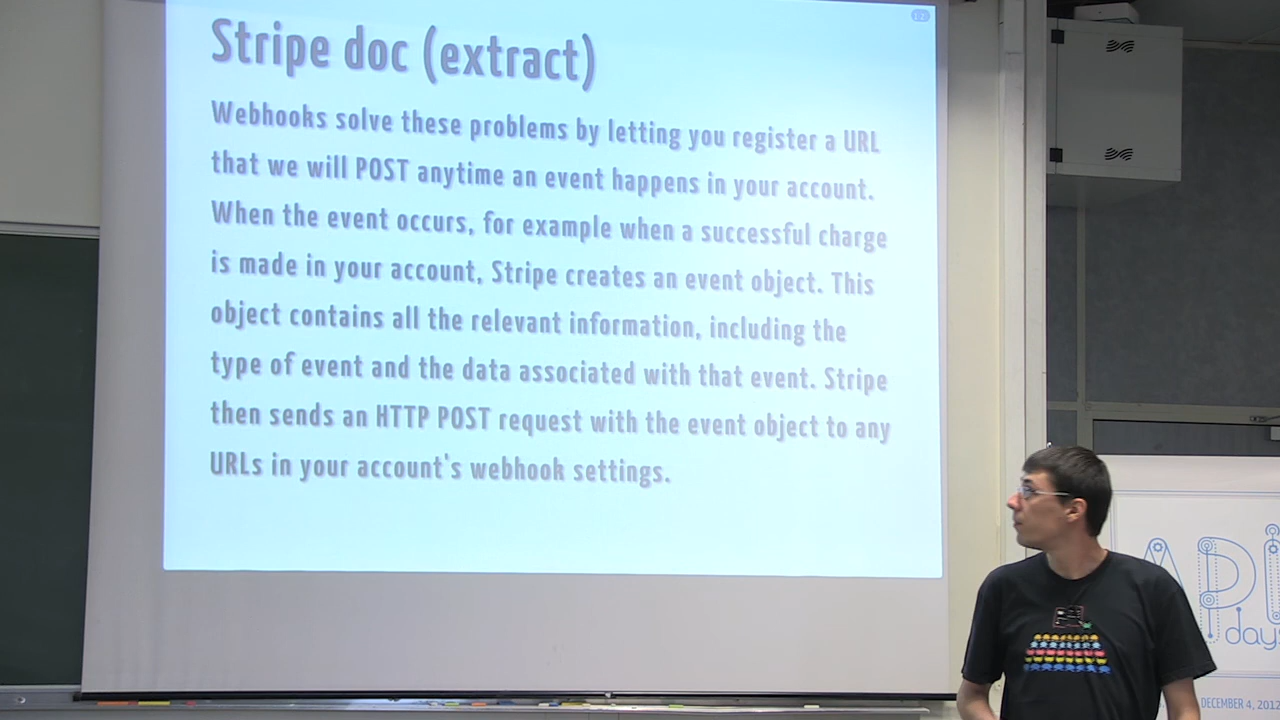 Stripe doc (extract)
Webhooks solve these problems by letting you register a URL
that we will POST anytime an event happens in your account.
When the event occurs, for example when a successful charge
is made in your account, Stripe creates an event object. This
object contains all the relevant information, including the
type of event and the data associated with that event. Stripe
then sends an HTTP POST request with the event object to any
URLs in your account's webhook settings.
API
days
DECEMBER 4, 2012